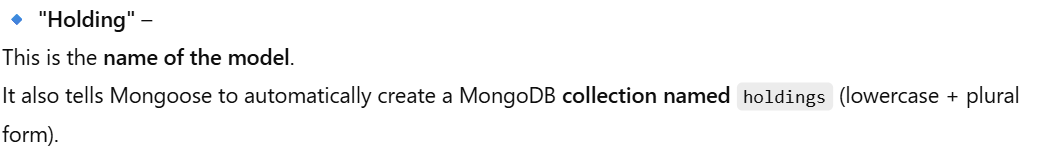 🔹 "Holding" –
This is the name of the model.
It also tells Mongoose to automatically create a MongoDB collection named holdings (lowercase + plural
form).